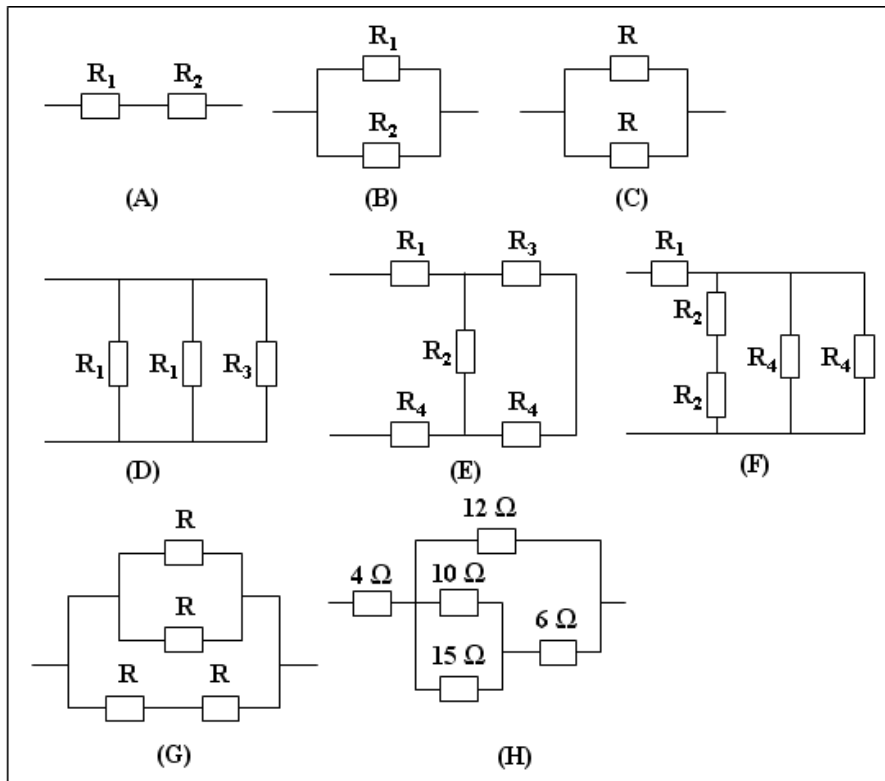 R₁ R₂
R₁
R₂
R
R
(A) (B) (C)
R₁ R₁ R₃
(D)
R₁ R₃
R₂
R₄ R₄
(E)
R₁
R₂
R₂
R₄ R₄
(F)
R
R
R R
(G)
12 Ω
4 Ω 10 Ω
6 Ω
15 Ω
(H)